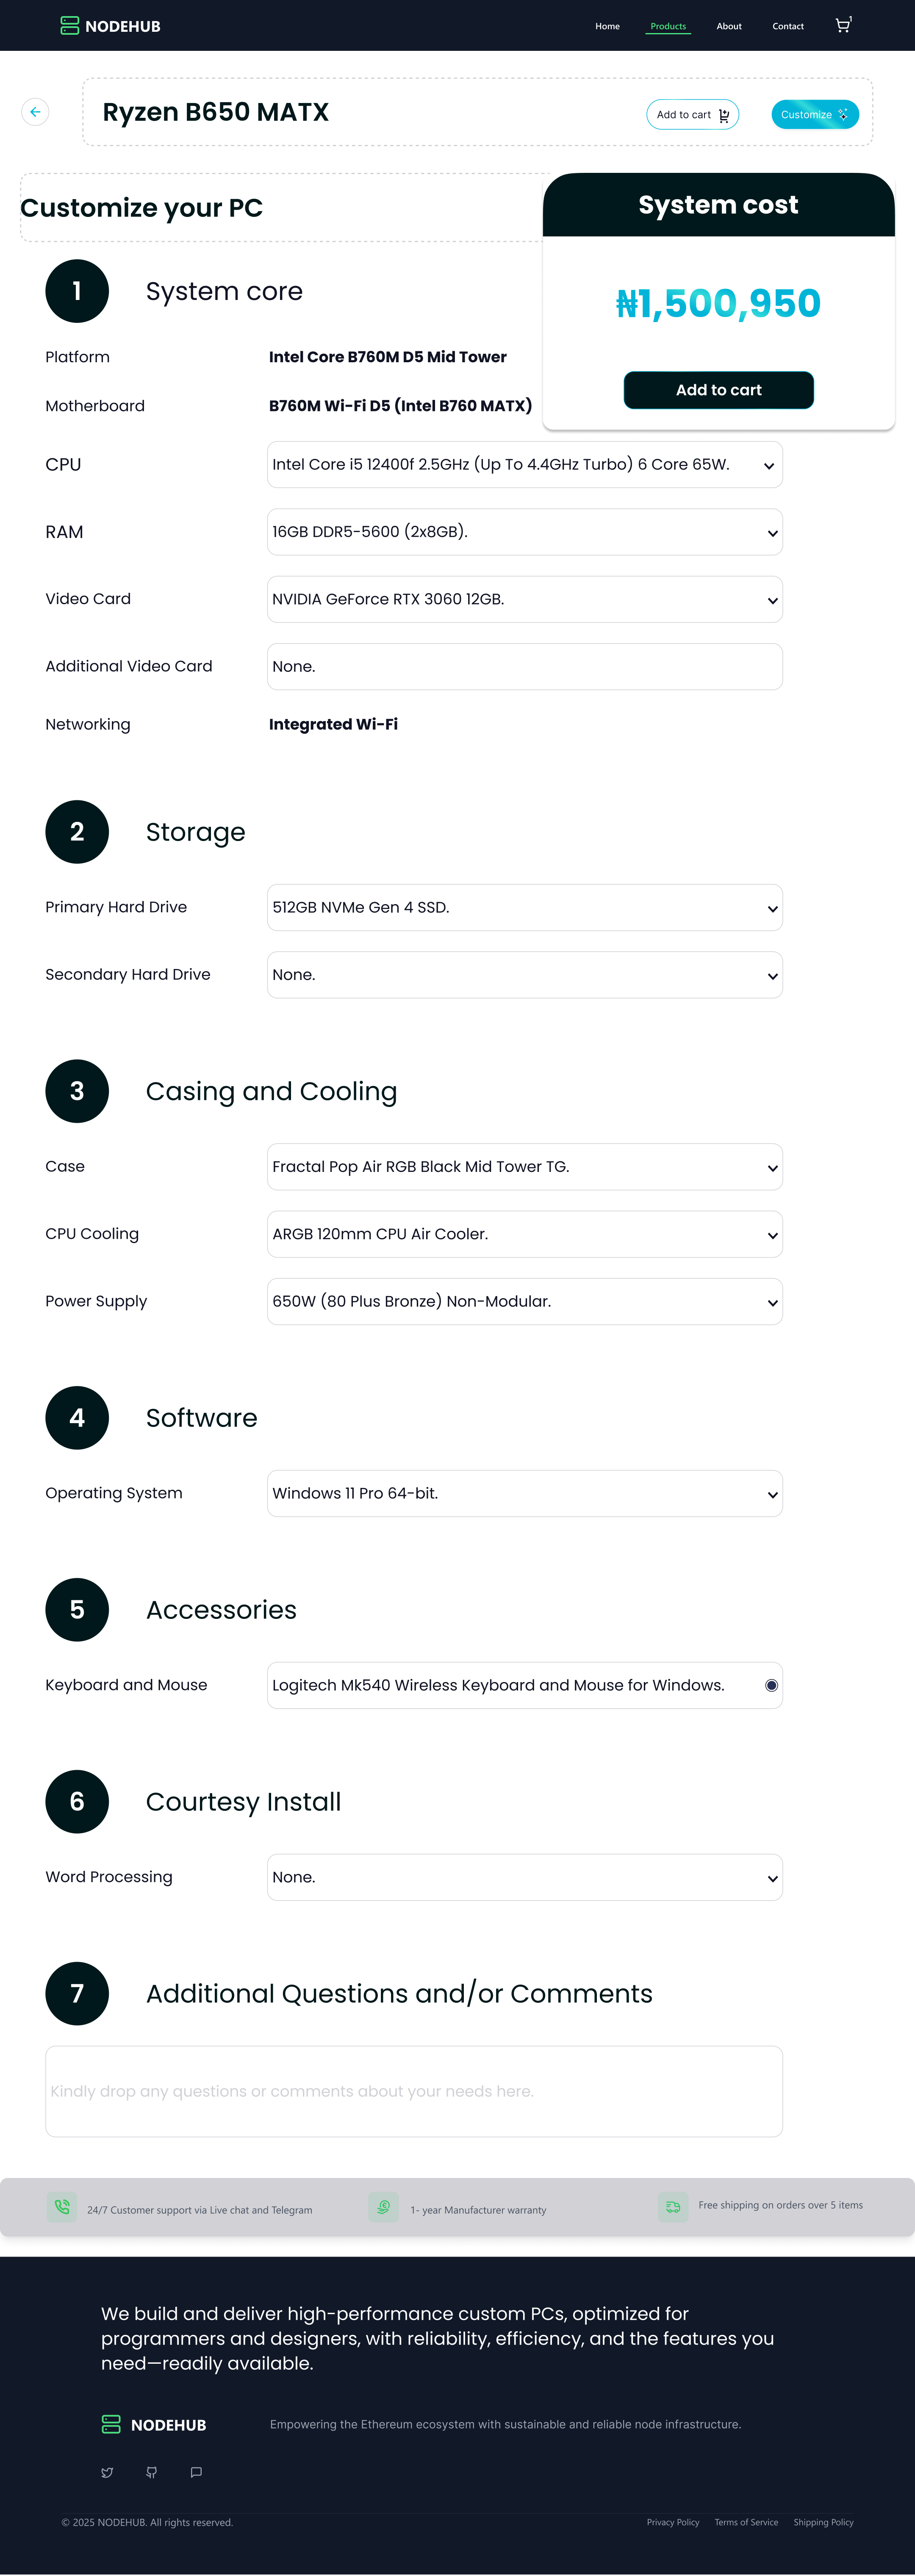 NODEHUB
Home
Products
About
Contact
1
Ryzen B650 MATX
Add to cart
Customize
Customize your PC
System cost
₦1,500,950
Add to cart
1
System core
Platform
Intel Core B760M D5 Mid Tower
Motherboard
B760M Wi-Fi D5 (Intel B760 MATX)
CPU
Intel Core i5 12400f 2.5GHz (Up To 4.4GHz Turbo) 6 Core 65W.
RAM
16GB DDR5-5600 (2x8GB).
Video Card
NVIDIA GeForce RTX 3060 12GB.
Additional Video Card
None.
Networking
Integrated Wi-Fi
2
Storage
Primary Hard Drive
512GB NVMe Gen 4 SSD.
Secondary Hard Drive
None.
3
Casing and Cooling
Case
Fractal Pop Air RGB Black Mid Tower TG.
CPU Cooling
ARGB 120mm CPU Air Cooler.
Power Supply
650W (80 Plus Bronze) Non-Modular.
4
Software
Operating System
Windows 11 Pro 64-bit.
5
Accessories
Keyboard and Mouse
Logitech Mk540 Wireless Keyboard and Mouse for Windows.
6
Courtesy Install
Word Processing
None.
7
Additional Questions and/or Comments
Kindly drop any questions or comments about your needs here.
24/7 Customer support via Live chat and Telegram
1- year Manufacturer warranty
Free shipping on orders over 5 items
We build and deliver high-performance custom PCs, optimized for
programmers and designers, with reliability, efficiency, and the features you
need—readily available.
NODEHUB
Empowering the Ethereum ecosystem with sustainable and reliable node infrastructure.
© 2025 NODEHUB. All rights reserved.
Privacy Policy
Terms of Service
Shipping Policy